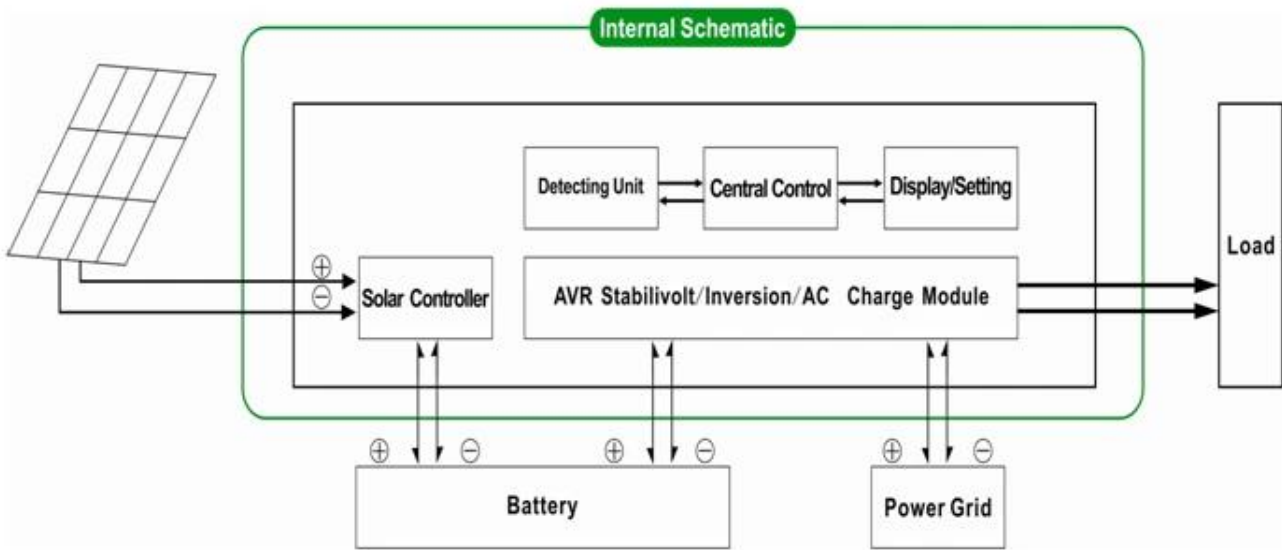 Internal Schematic
Detecting Unit
Central Control
Display/Setting
Load
⊕
⊖
Solar Controller
AVR Stabilivolt/Inversion/AC Charge Module
⊕ ⊖ ⊕ ⊖ ⊕ ⊖
Battery
Power Grid